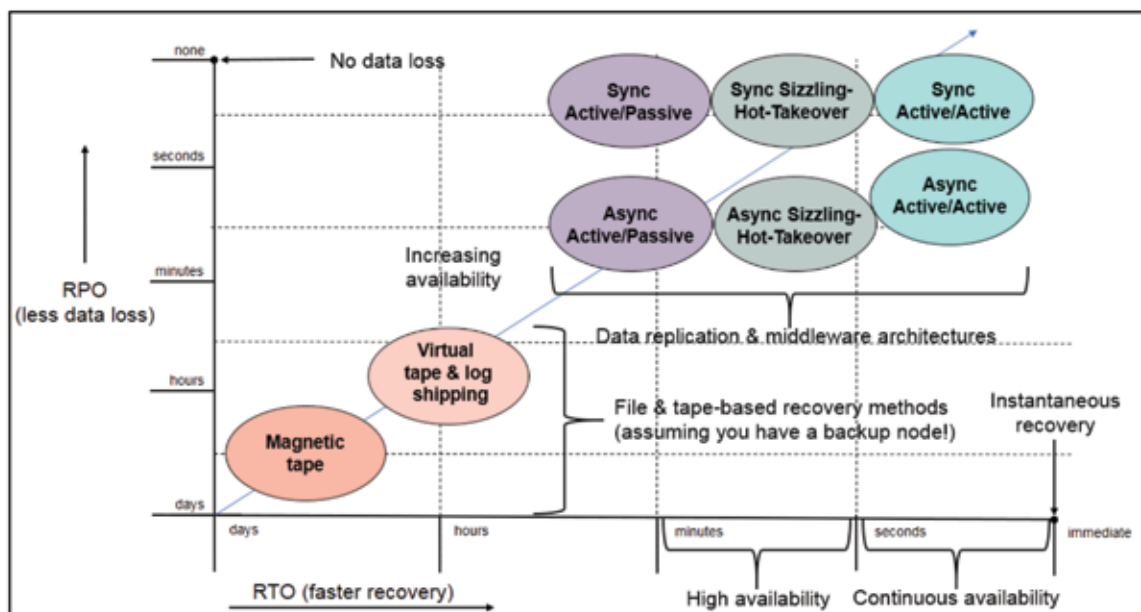 none
No data loss
Sync
Active/Passive
Sync Sizzling-
Hot-Takeover
Sync
Active/Active
seconds
Async
Active/Passive
Async Sizzling-
Hot-Takeover
Async
Active/Active
Increasing
availability
minutes
RPO
(less data loss)
Data replication & middleware architectures
Virtual
tape & log
shipping
hours
File & tape-based recovery methods
(assuming you have a backup node!)
Instantaneous
recovery
Magnetic
tape
days
days
hours
minutes
seconds
immediate
RTO (faster recovery)
High availability
Continuous availability